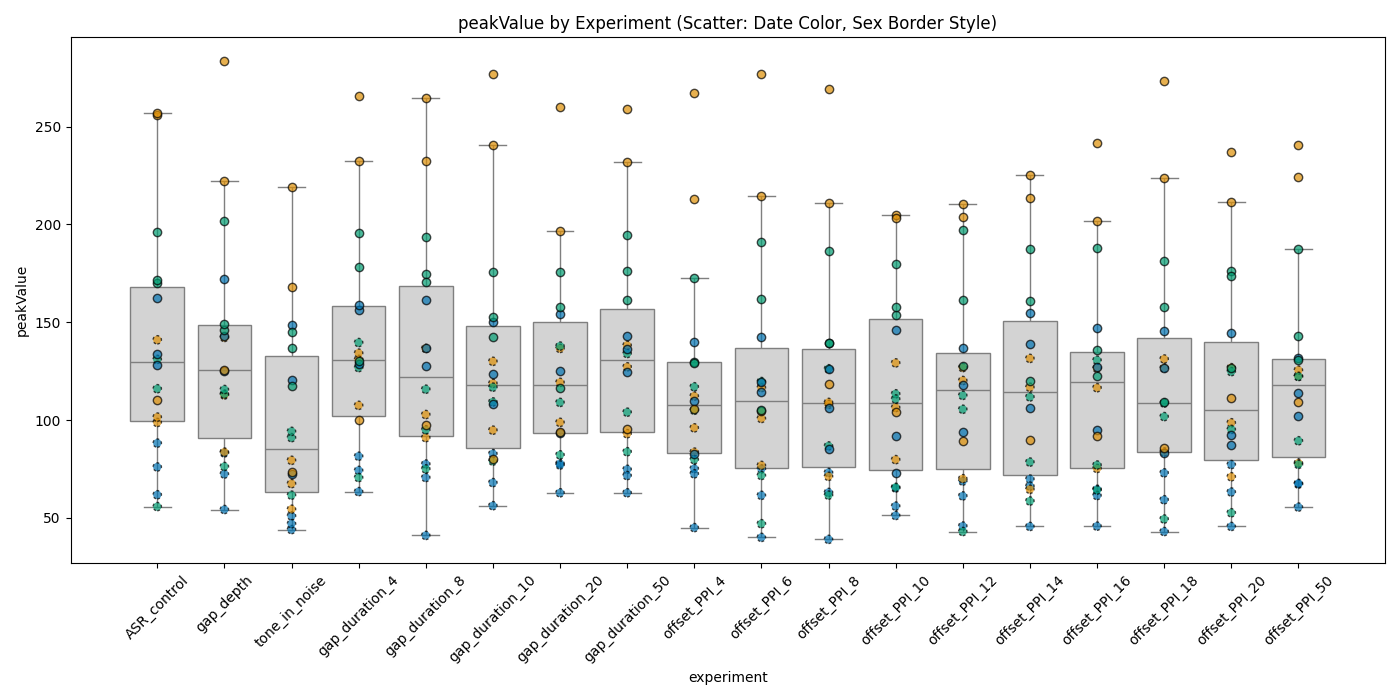 peakValue by Experiment (Scatter: Date Color, Sex Border Style)
peakValue
250
200
150
100
50
ASR_control
gap_depth
tone_in_noise
gap_duration_4
gap_duration_8
gap_duration_10
gap_duration_20
gap_duration_50
offset_PPI_4
offset_PPI_6
offset_PPI_8
offset_PPI_10
offset_PPI_12
offset_PPI_14
offset_PPI_16
offset_PPI_18
offset_PPI_20
offset_PPI_50
experiment